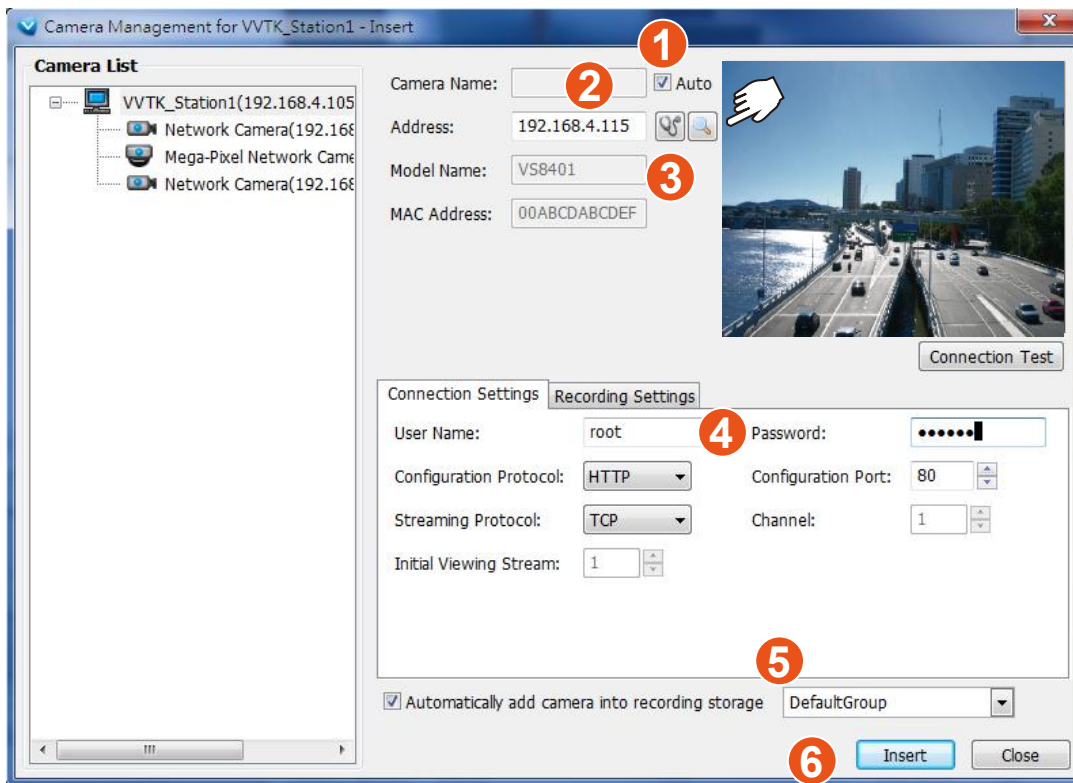 Camera Management for VVTK_Station1 - Insert
1
Camera List
Camera Name: 2 Auto
VVTK_Station1(192.168.4.105
Address: 192.168.4.115
Network Camera(192.168
Mega-Pixel Network Came
Model Name: VS8401 3
Network Camera(192.168
MAC Address: 00ABCDABCDEF
Connection Test
Connection Settings Recording Settings
User Name: root 4 Password: ●●●●●●
Configuration Protocol: HTTP Configuration Port: 80
Streaming Protocol: TCP Channel: 1
Initial Viewing Stream: 1
5
Automatically add camera into recording storage DefaultGroup
6 Insert Close